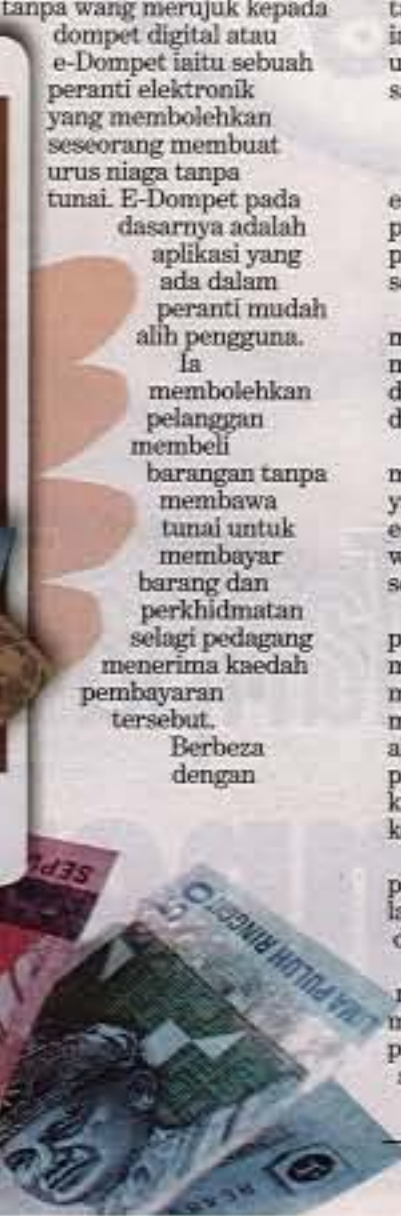 tanpa wang merujuk kepada
dompet digital atau
e-Dompet iaitu sebuah
peranti elektronik
yang membolehkan
seseorang membuat
urus niaga tanpa
tunai. E-Dompet pada
dasarnya adalah
aplikasi yang
ada dalam
peranti mudah
alih pengguna.
Ia
membolehkan
pelanggan
membeli
barangan tanpa
membawa
tunai untuk
membayar
barang dan
perkhidmatan
selagi pedagang
menerima kaedah
pembayaran
tersebut.
Berbeza
dengan
SEPU
LIMA PULUH RINGGIT